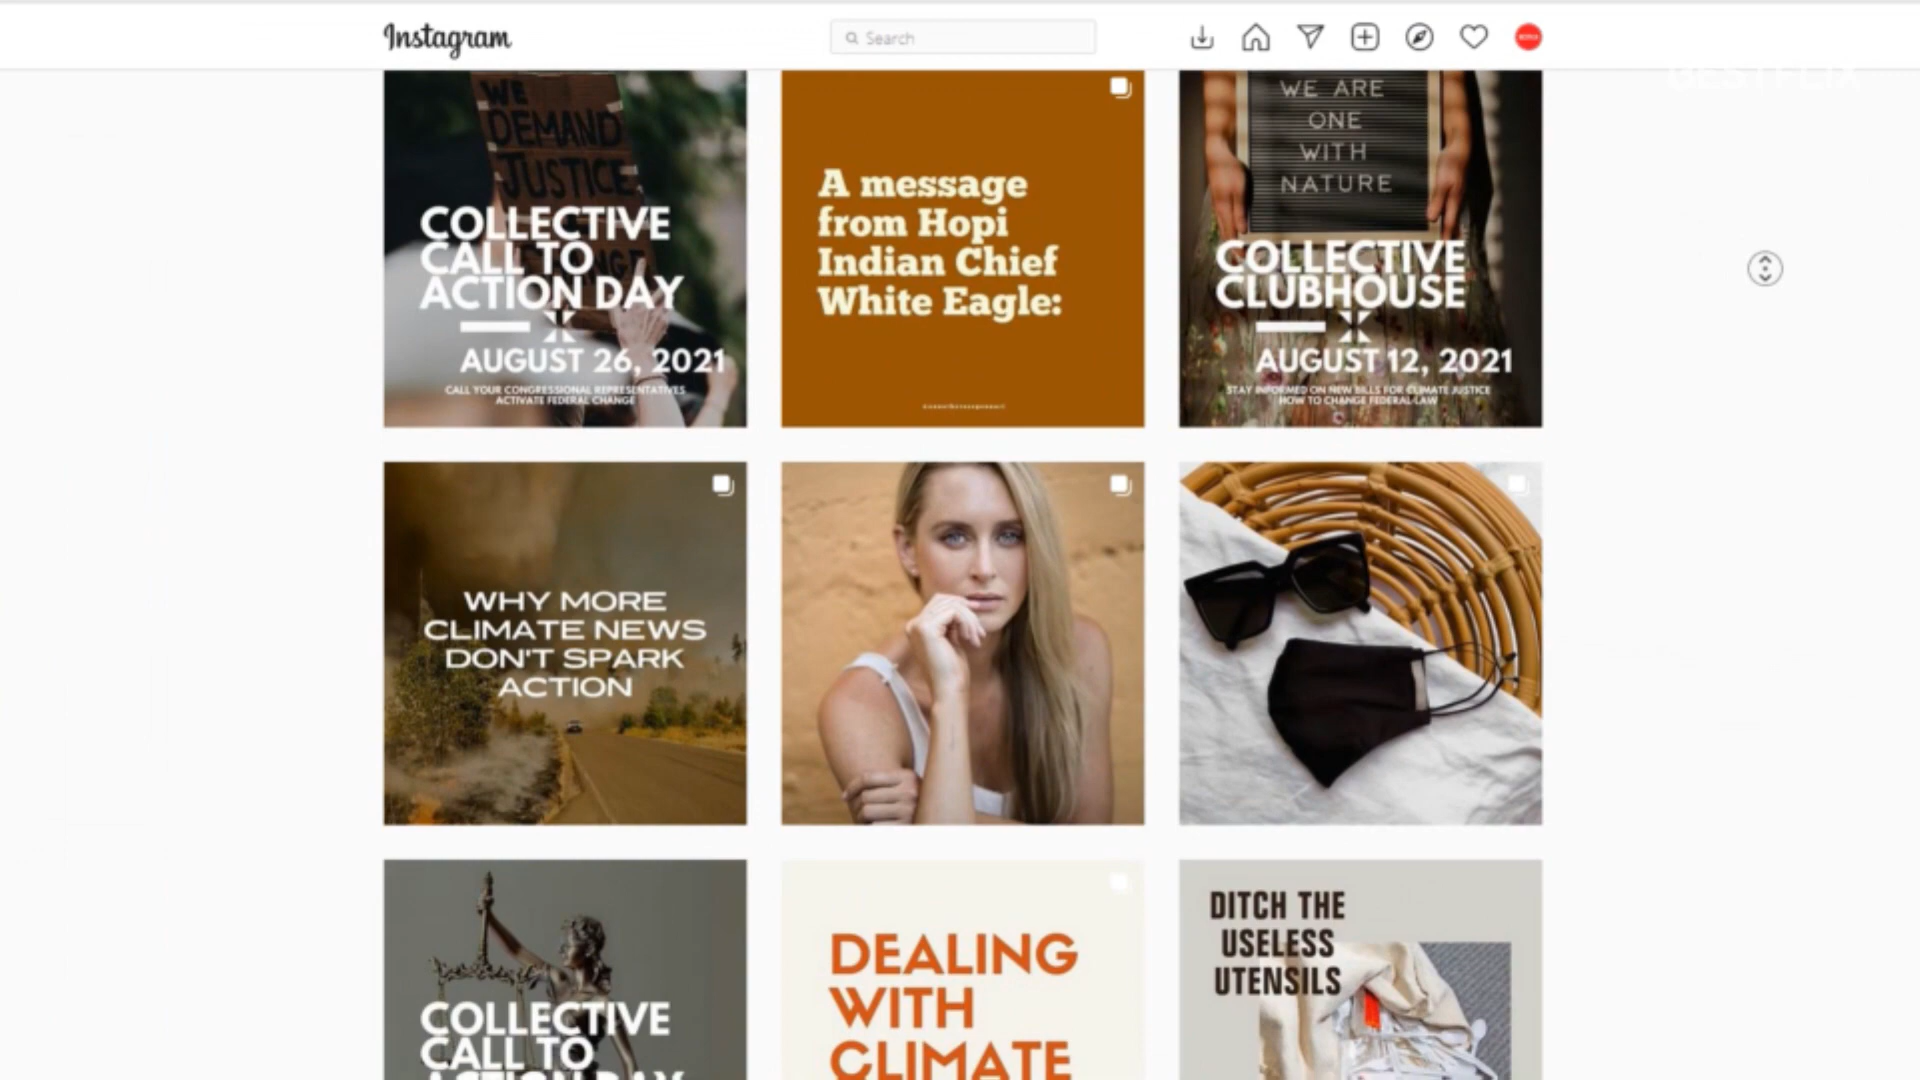 Instagram
Search
GESTFLIX
WE
DEMAND
JUSTICE
COLLECTIVE
CALL TO
ACTION DAY
AUGUST 26, 2021
CALL YOUR CONGRESSIONAL REPRESENTATIVES
ACTIVATE FEDERAL CHANGE
A message
from Hopi
Indian Chief
White Eagle:
WE ARE
ONE
WITH
NATURE
COLLECTIVE
CLUBHOUSE
AUGUST 12, 2021
STAY INFORMED ON NEW BILLS FOR CLIMATE JUSTICE
HOW TO CHANGE FEDERAL LAW
WHY MORE
CLIMATE NEWS
DON'T SPARK
ACTION
COLLECTIVE
CALL TO
ACTION DAY
DEALING
WITH
CLIMATE
DITCH THE
USELESS
UTENSILS